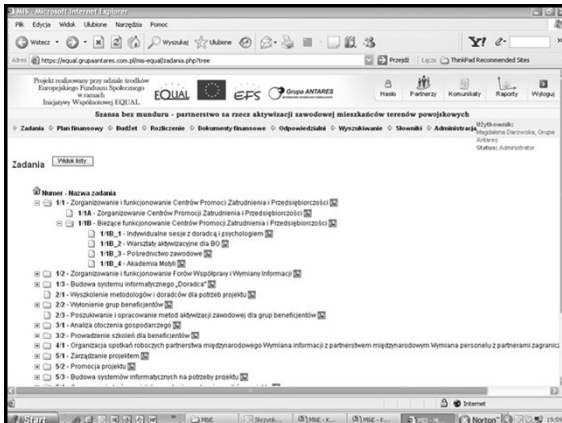 MIS - Microsoft Internet Explorer
Plik Edycja Widok Ulubione Narzędzia Pomoc
Wstecz Wyszukaj Ulubione
Adres https://equal.grupaantares.com.pl/mis-equal/zadania.php?tree Przejdź Łącza ThinkPad Recommended Sites
Projekt realizowany przy udziale środków
Europejskiego Funduszu Społecznego
w ramach
Inicjatywy Wspólnotowej EQUAL
EQUAL EFS Grupa ANTARES
Hasło Partnerzy Komunikaty Raporty Wyloguj
Szansa bez munduru - partnerstwo na rzecz aktywizacji zawodowej mieszkańców terenów powojskowych
Zadania Plan finansowy Budżet Rozliczenie Dokumenty finansowe Odpowiedzialni Wyszukiwanie Słowniki Administracja
Użytkownik:
Magdalena Darowska, Grupa
Antares
Status: Administrator
Zadania Widok listy
Numer - Nazwa zadania
1/1 - Zorganizowanie i funkcjonowanie Centrów Promocji Zatrudnienia i Przedsiębiorczości
1/1A - Zorganizowanie Centrów Promocji Zatrudnienia i Przedsiębiorczości
1/1B - Bieżące funkcjonowanie Centrów Promocji Zatrudnienia i Przedsiębiorczości
1/1B_1 - Indywidualne sesje z doradcą i psychologiem
1/1B_2 - Warsztaty aktywizacyjne dla BO
1/1B_3 - Pośrednictwo zawodowe
1/1B_4 - Akademia Motyli
1/2 - Zorganizowanie i funkcjonowanie Forów Współpracy i Wymiany Informacji
1/3 - Budowa systemu informatycznego „Doradca"
2/1 - Wyszkolenie metodologów i doradców dla potrzeb projektu
2/2 - Wyłonienie grup beneficjentów
2/3 - Poszukiwanie i opracowanie metod aktywizacji zawodowej dla grup beneficjentów
3/1 - Analiza otoczenia gospodarczego
3/2 - Prowadzenie szkoleń dla beneficjentów
4/1 - Organizacja spotkań roboczych partnerstwa międzynarodowego Wymiana informacji z partnerstwem międzynarodowym Wymiana personelu z partnerami zagranicz
5/1 - Zarządzanie projektem
5/2 - Promocja projektu
5/3 - Budowa systemów informatycznych na potrzeby projektu
Internet
Start MISE Skrzynk... MISE - K... MISE - K... Norton 19:59